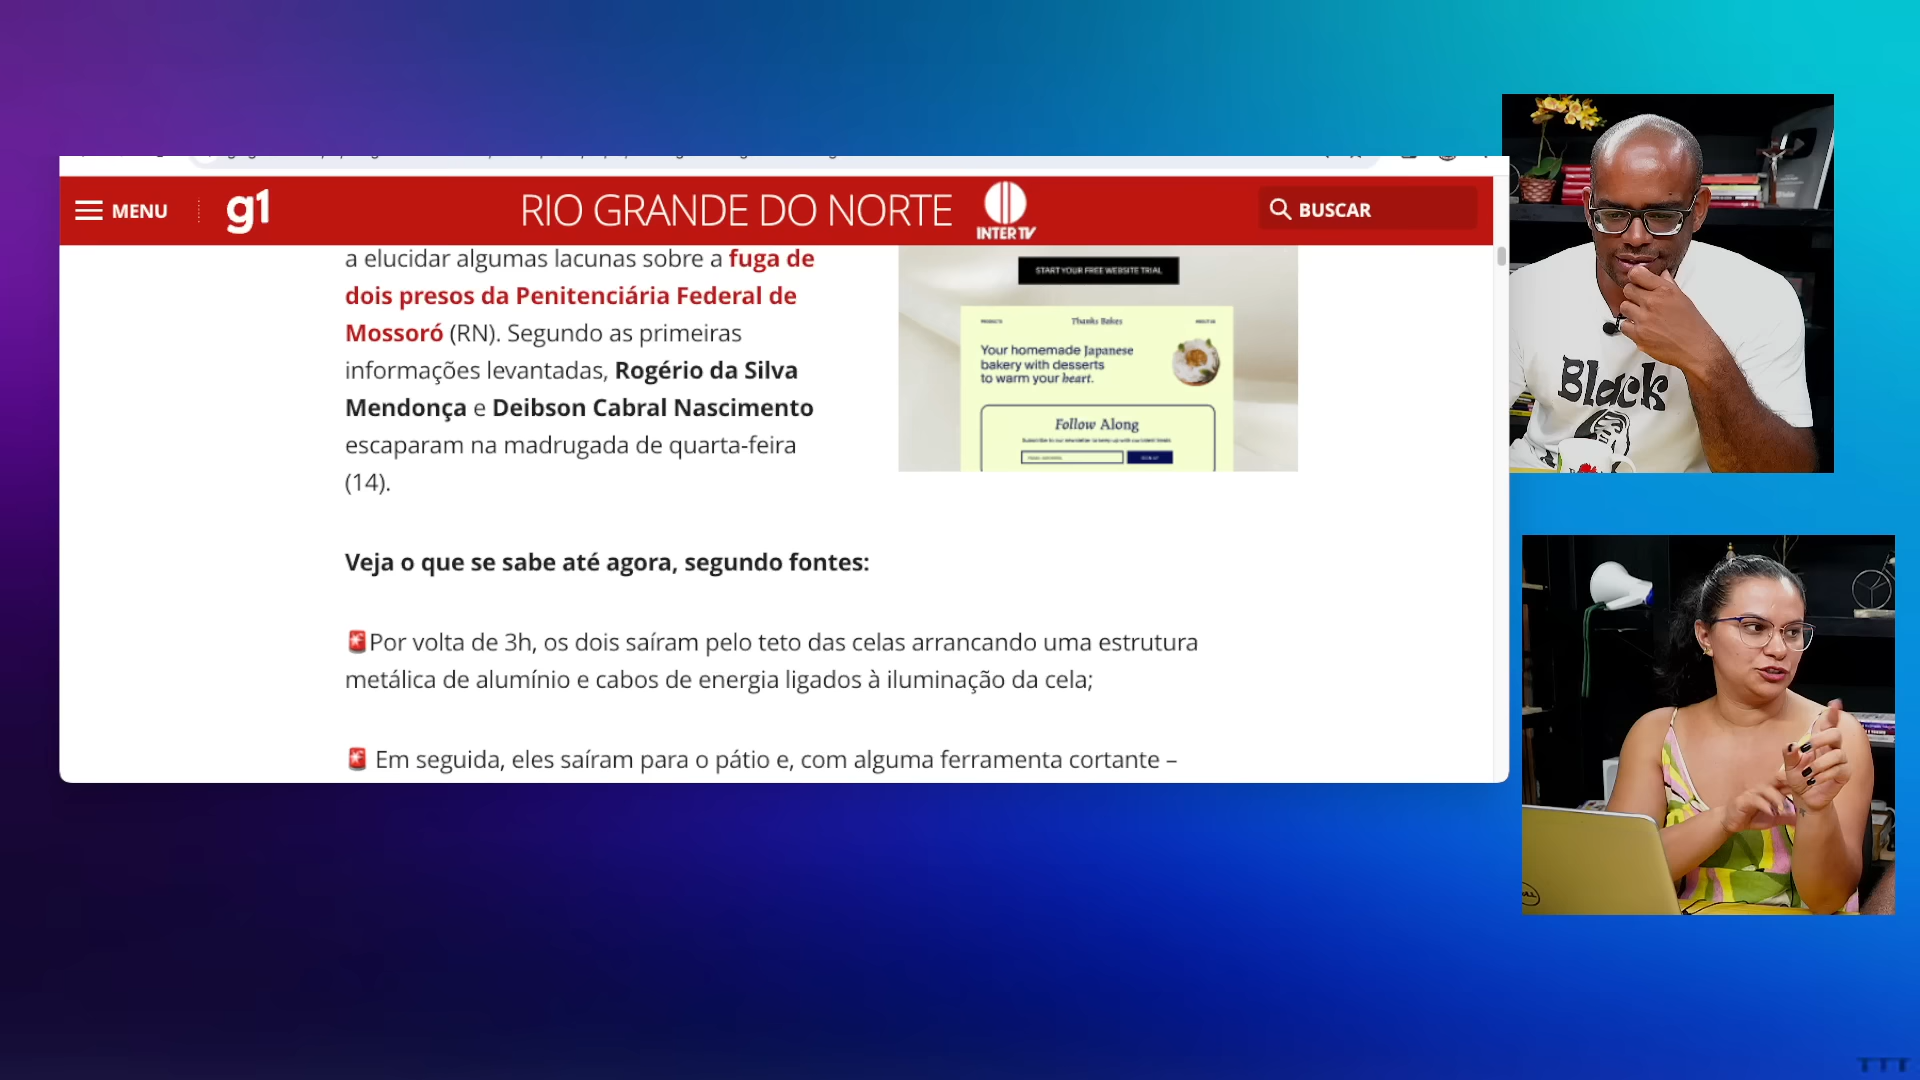 MENU
g1
RIO GRANDE DO NORTE
INTER TV
BUSCAR
a elucidar algumas lacunas sobre a fuga de
dois presos da Penitenciária Federal de
Mossoró (RN). Segundo as primeiras
informações levantadas, Rogério da Silva
Mendonça e Deibson Cabral Nascimento
escaparam na madrugada de quarta-feira
(14).
START YOUR FREE WEBSITE TRIAL
Thanks Bakes
Your homemade Japanese
bakery with desserts
to warm your heart.
Follow Along
Veja o que se sabe até agora, segundo fontes:
🚨Por volta de 3h, os dois saíram pelo teto das celas arrancando uma estrutura
metálica de alumínio e cabos de energia ligados à iluminação da cela;
🚨 Em seguida, eles saíram para o pátio e, com alguma ferramenta cortante –
Black
TTT